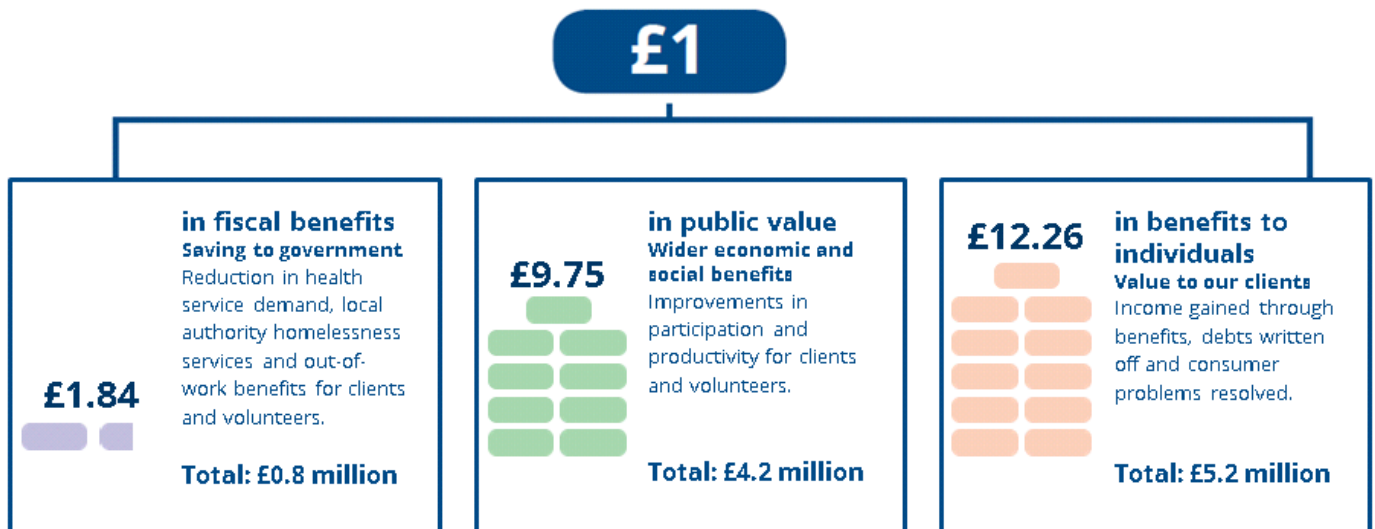 £1
£1.84
in fiscal benefits
Saving to government
Reduction in health
service demand, local
authority homelessness
services and out-of-
work benefits for clients
and volunteers.
Total: £0.8 million
£9.75
in public value
Wider economic and
social benefits
Improvements in
participation and
productivity for clients
and volunteers.
Total: £4.2 million
£12.26
in benefits to
individuals
Value to our clients
Income gained through
benefits, debts written
off and consumer
problems resolved.
Total: £5.2 million